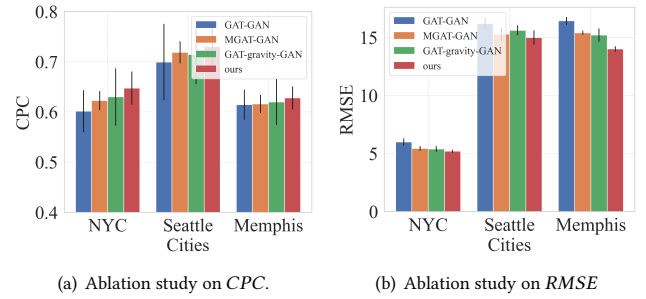 0.8
0.7
0.6
0.5
0.4
CPC
GAT-GAN
MGAT-GAN
GAT-gravity-GAN
ours
NYC Seattle Memphis
Cities
(a) Ablation study on CPC.
15
10
5
0
RMSE
GAT-GAN
MGAT-GAN
GAT-gravity-GAN
ours
NYC Seattle Memphis
Cities
(b) Ablation study on RMSE